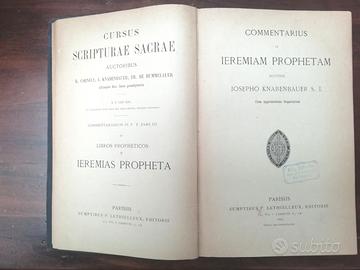 CURSUS
SCRIPTURAE SACRAE
AUCTORIBUS
R. CORNELY, I. KNABENBAUER, FR. DE HUMMELAUER
COMMENTARIORUM IN V. T. PARS III
IN
LIBROS PROPHETICOS
IEREMIAS PROPHETA
PARISIIS
SUMPTIBUS P. LETHIELLEUX, EDITORIS
COMMENTARIUS
IN
IEREMIAM PROPHETAM
AUCTORE
JOSEPHO KNABENBAUER S. I.
Cum approbatione Superiorum
PARISIIS
SUMPTIBUS P. LETHIELLEUX, EDITORIS
subito